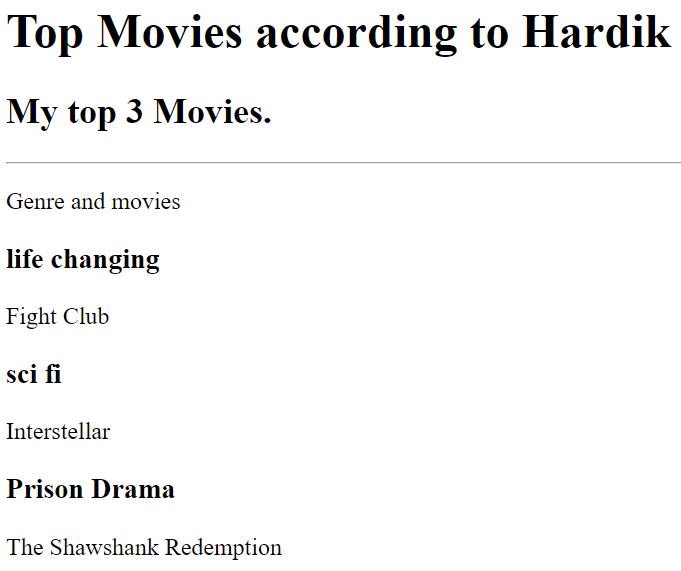 Top Movies according to Hardik
My top 3 Movies.
Genre and movies
life changing
Fight Club
sci fi
Interstellar
Prison Drama
The Shawshank Redemption